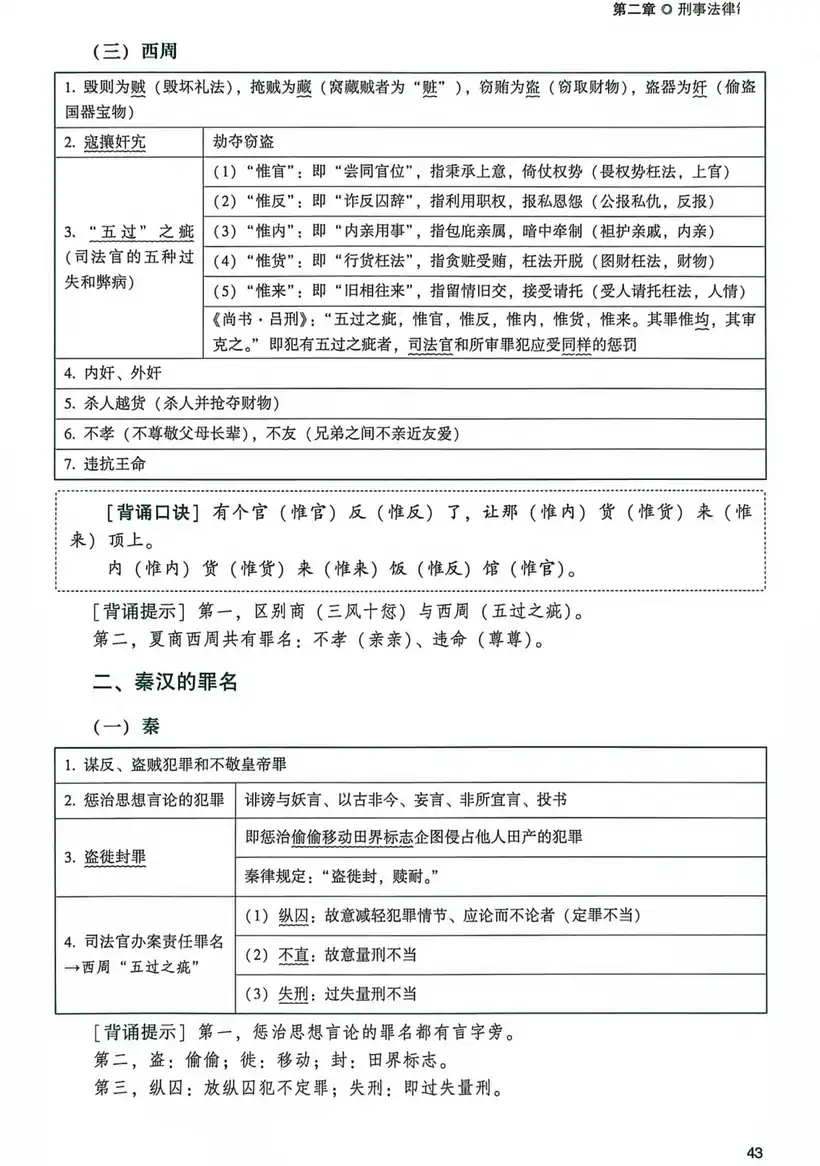 第二章 刑事法律
(三) 西周
1. 毁则为贼（毁坏礼法），掩贼为藏（窝藏贼者为“赃”），窃贿为盗（窃取财物），盗器为奸（偷盗
国器宝物）
2. 寇攘奸宄 劫夺窃盗
3. “五过”之疵
（司法官的五种过
失和弊病）
(1)“惟官”：即“尝同官位”，指秉承上意，倚仗权势（畏权势枉法，上官）
(2)“惟反”：即“诈反囚辞”，指利用职权，报私恩怨（公报私仇，反报）
(3)“惟内”：即“内亲用事”，指包庇亲属，暗中牵制（袒护亲戚，内亲）
(4)“惟货”：即“行货枉法”，指贪赃受贿，枉法开脱（图财枉法，财物）
(5)“惟来”：即“旧相往来”，指留情旧交，接受请托（受人请托枉法，人情）
《尚书·吕刑》：“五过之疵，惟官，惟反，惟内，惟货，惟来。其罪惟均，其审
克之。”即犯有五过之疵者，司法官和所审罪犯应受同样的惩罚
4. 内奸、外奸
5. 杀人越货（杀人并抢夺财物）
6. 不孝（不尊敬父母长辈），不友（兄弟之间不亲近友爱）
7. 违抗王命
[背诵口诀] 有个官（惟官）反（惟反）了，让那（惟内）货（惟货）来（惟
来）顶上。
内（惟内）货（惟货）来（惟来）饭（惟反）馆（惟官）。
[背诵提示] 第一，区别商（三风十愆）与西周（五过之疵）。
第二，夏商西周共有罪名：不孝（亲亲）、违命（尊尊）。
二、秦汉的罪名
(一) 秦
1. 谋反、盗贼犯罪和不敬皇帝罪
2. 惩治思想言论的犯罪 诽谤与妖言、以古非今、妄言、非所宜言、投书
3. 盗徙封罪
即惩治偷偷移动田界标志企图侵占他人田产的犯罪
秦律规定：“盗徙封，赎耐。”
4. 司法官办案责任罪名
→西周“五过之疵”
(1) 纵囚：故意减轻犯罪情节、应论而不论者（定罪不当）
(2) 不直：故意量刑不当
(3) 失刑：过失量刑不当
[背诵提示] 第一，惩治思想言论的罪名都有言字旁。
第二，盗：偷偷；徙：移动；封：田界标志。
第三，纵囚：放纵囚犯不定罪；失刑：即过失量刑。
43